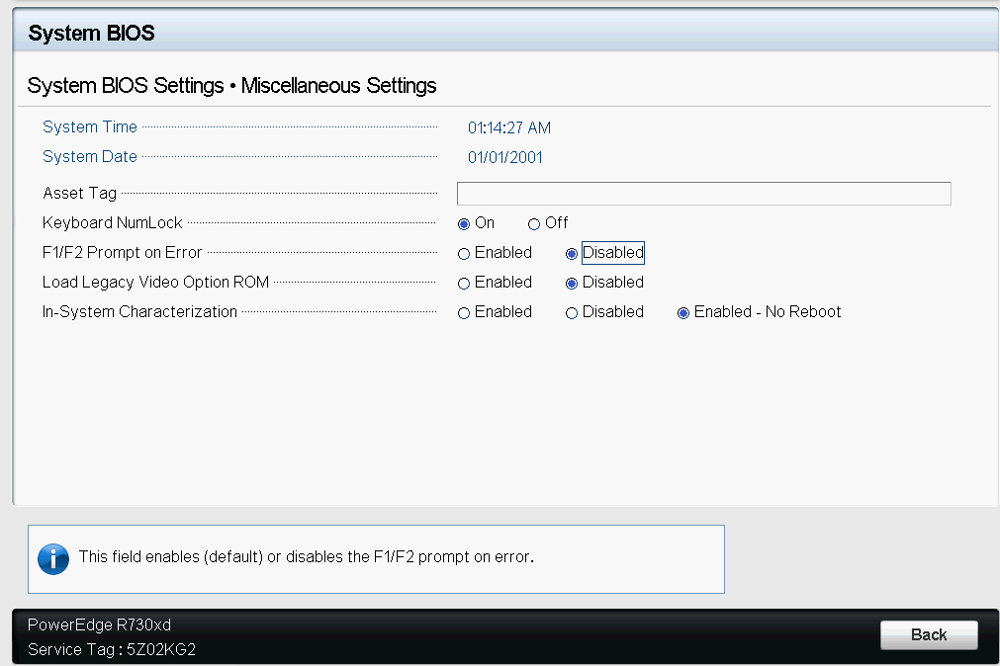 System BIOS
System BIOS Settings • Miscellaneous Settings
System Time 01:14:27 AM
System Date 01/01/2001
Asset Tag
Keyboard NumLock On Off
F1/F2 Prompt on Error Enabled Disabled
Load Legacy Video Option ROM Enabled Disabled
In-System Characterization Enabled Disabled Enabled - No Reboot
This field enables (default) or disables the F1/F2 prompt on error.
PowerEdge R730xd
Service Tag : 5Z02KG2
Back